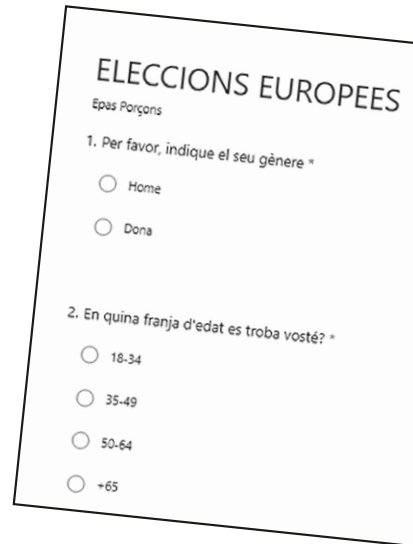 ELECCIONS EUROPEES
Epas Porçons
1. Per favor, indique el seu gènere *
Home
Dona
2. En quina franja d'edat es troba vosté? *
18-34
35-49
50-64
+65